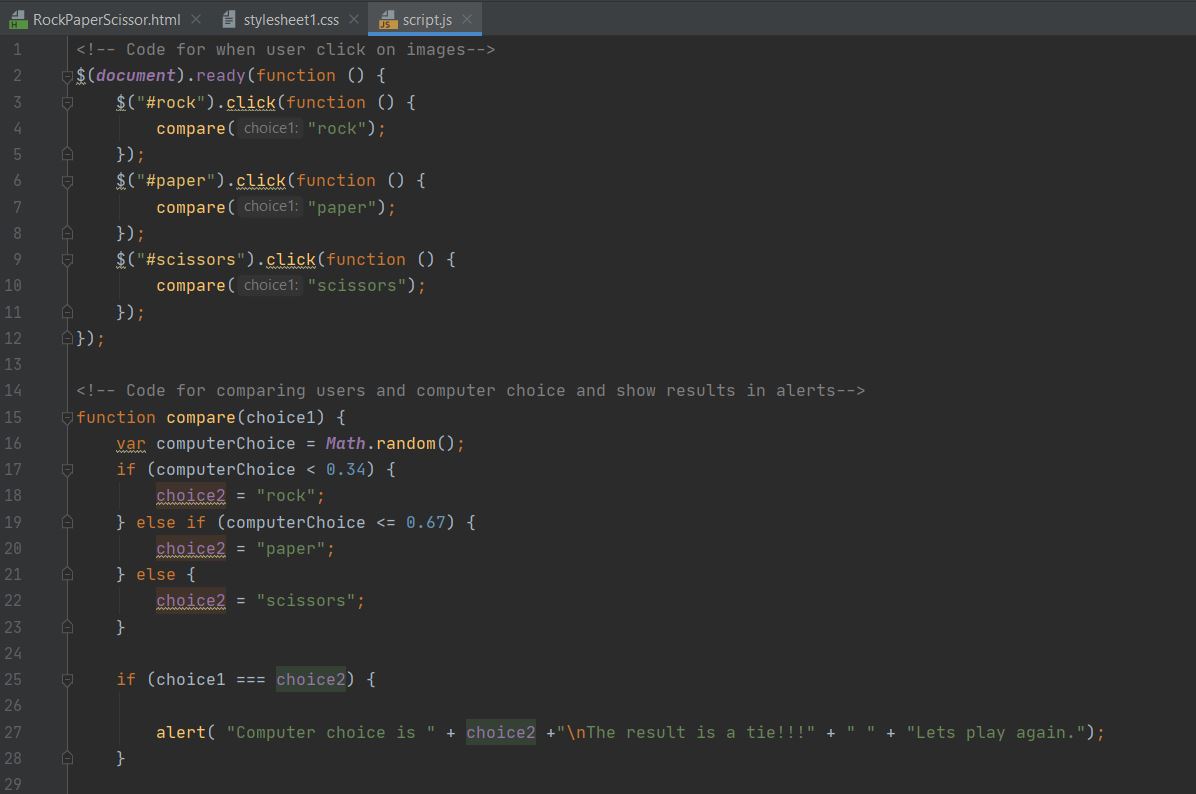 RockPaperScissor.html stylesheet1.css script.js
1 <!-- Code for when user click on images-->
2 $(document).ready(function () {
3     $("#rock").click(function () {
4         compare( choice1: "rock");
5     });
6     $("#paper").click(function () {
7         compare( choice1: "paper");
8     });
9     $("#scissors").click(function () {
10         compare( choice1: "scissors");
11     });
12 });
13
14 <!-- Code for comparing users and computer choice and show results in alerts-->
15 function compare(choice1) {
16     var computerChoice = Math.random();
17     if (computerChoice < 0.34) {
18         choice2 = "rock";
19     } else if (computerChoice <= 0.67) {
20         choice2 = "paper";
21     } else {
22         choice2 = "scissors";
23     }
24
25     if (choice1 === choice2) {
26
27         alert( "Computer choice is " + choice2 +"\nThe result is a tie!!!" + " " + "Lets play again.");
28     }
29